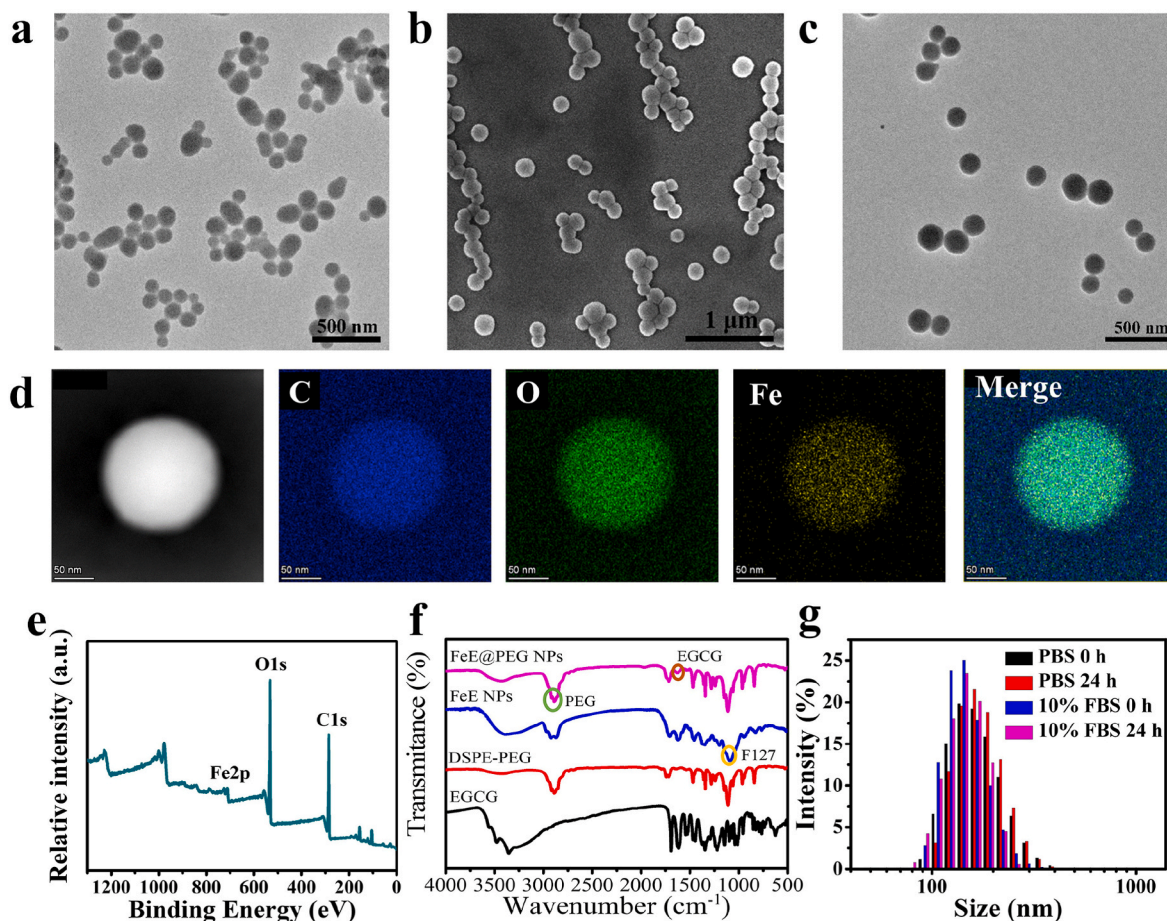 a
b
c
500 nm
1 μm
500 nm
d
C
O
Fe
Merge
50 nm
50 nm
50 nm
50 nm
50 nm
e
Relative intensity (a.u.)
O1s
C1s
Fe2p
1200 1000 800 600 400 200 0
Binding Energy (eV)
f
Transmitance (%)
FeE@PEG NPs
EGCG
PEG
FeE NPs
F127
DSPE-PEG
EGCG
4000 3500 3000 2500 2000 1500 1000 500
Wavenumber (cm⁻¹)
g
Intensity (%)
25
20
15
10
5
0
PBS 0 h
PBS 24 h
10% FBS 0 h
10% FBS 24 h
100 1000
Size (nm)